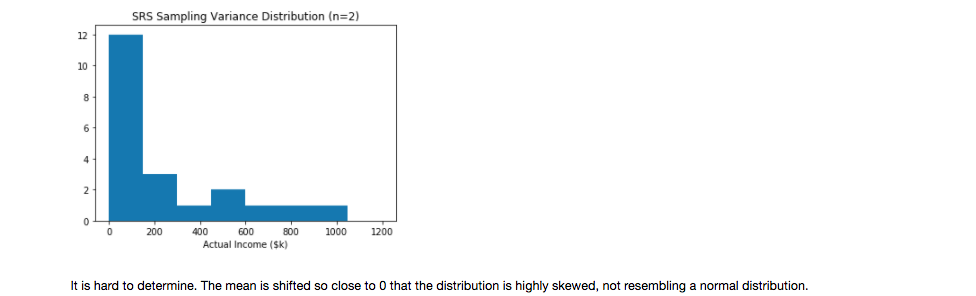 SRS Sampling Variance Distribution (n=2)
12
10
8
6
4
2
0
0 200 400 600 800 1000 1200
Actual Income ($k)
It is hard to determine. The mean is shifted so close to 0 that the distribution is highly skewed, not resembling a normal distribution.